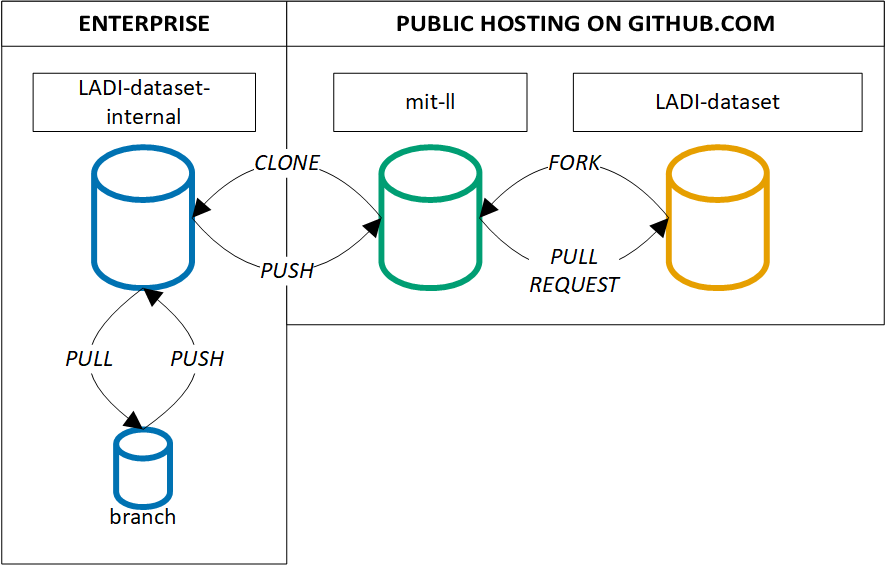 ENTERPRISE
PUBLIC HOSTING ON GITHUB.COM
LADI-dataset-
internal
mit-ll
LADI-dataset
CLONE
FORK
PUSH
PULL
REQUEST
PULL
PUSH
branch